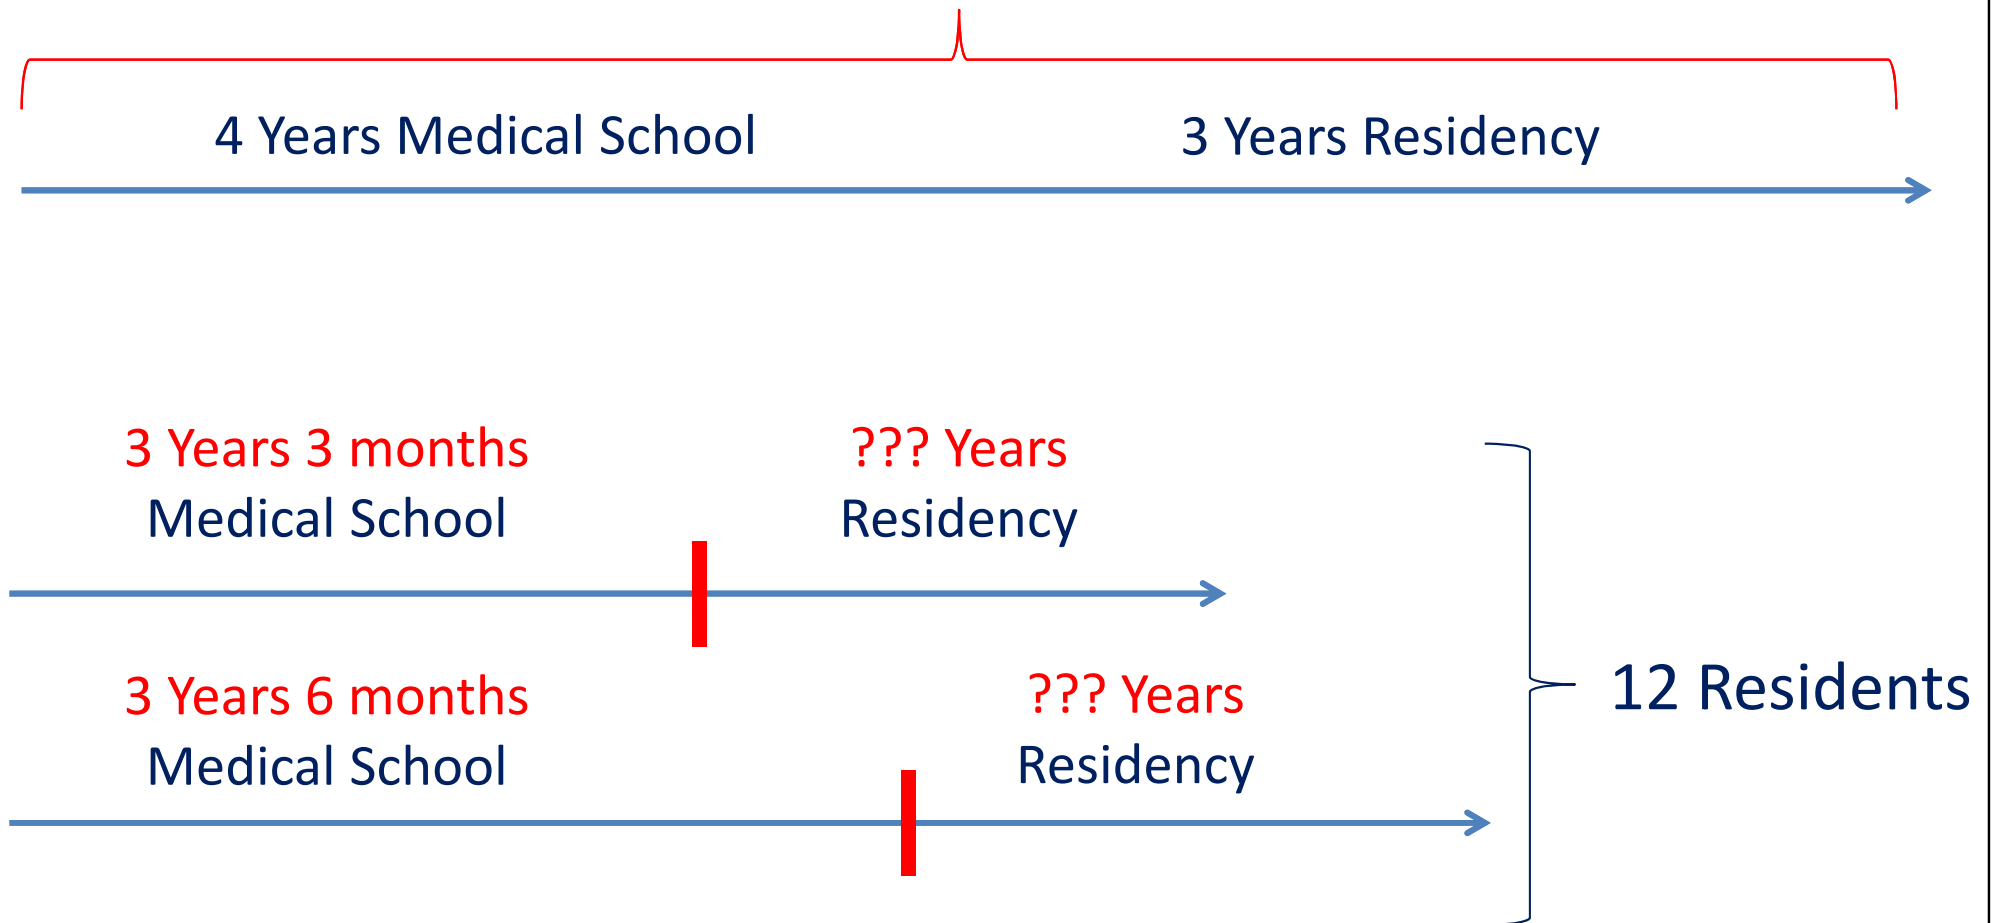 4 Years Medical School
3 Years Residency
3 Years 3 months
Medical School
??? Years
Residency
3 Years 6 months
Medical School
??? Years
Residency
12 Residents